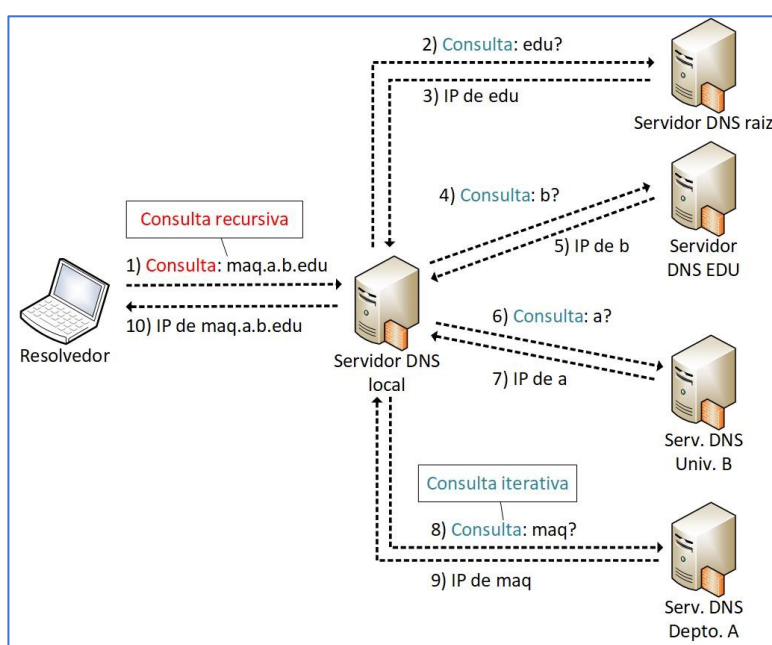 2) Consulta: edu?
3) IP de edu
Servidor DNS raiz
4) Consulta: b?
5) IP de b
Servidor
DNS EDU
Consulta recursiva
1) Consulta: maq.a.b.edu
10) IP de maq.a.b.edu
Resolvedor
Servidor DNS
local
6) Consulta: a?
7) IP de a
Serv. DNS
Univ. B
Consulta iterativa
8) Consulta: maq?
9) IP de maq
Serv. DNS
Depto. A